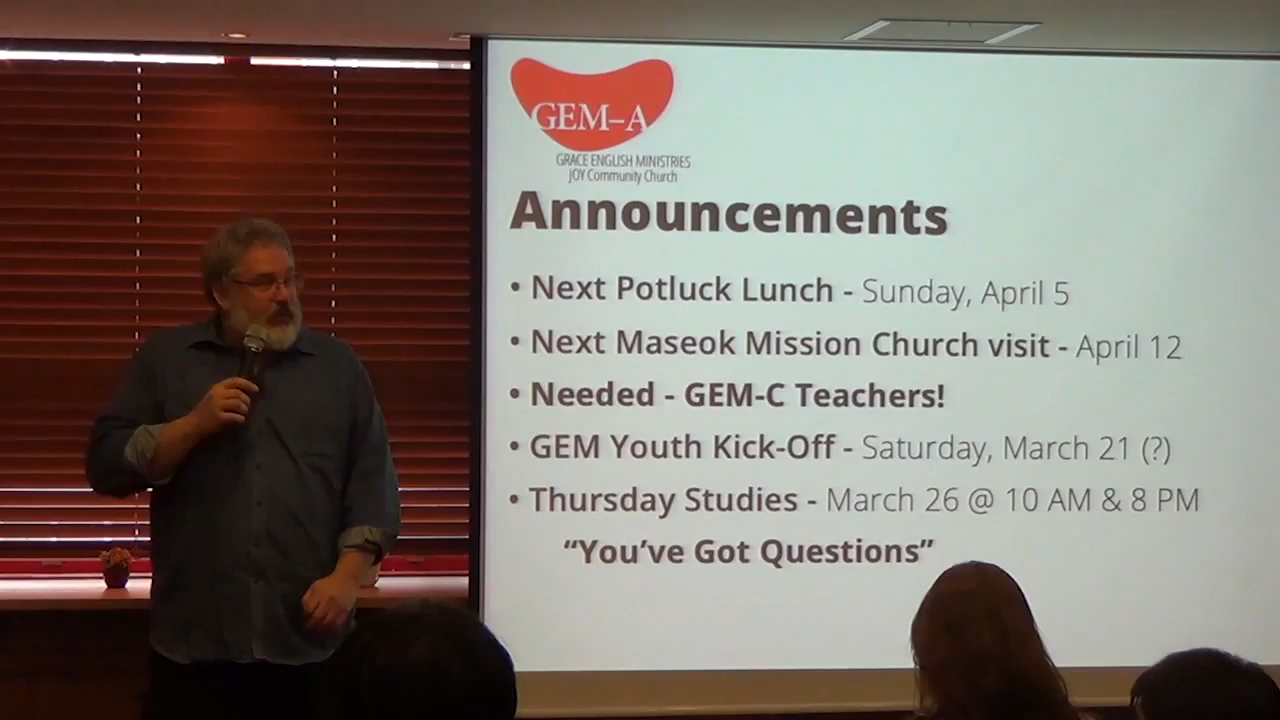 GEM–A
GRACE ENGLISH MINISTRIES
JOY Community Church
Announcements
• Next Potluck Lunch - Sunday, April 5
• Next Maseok Mission Church visit - April 12
• Needed - GEM-C Teachers!
• GEM Youth Kick-Off - Saturday, March 21 (?)
• Thursday Studies - March 26 @ 10 AM & 8 PM
“You’ve Got Questions”